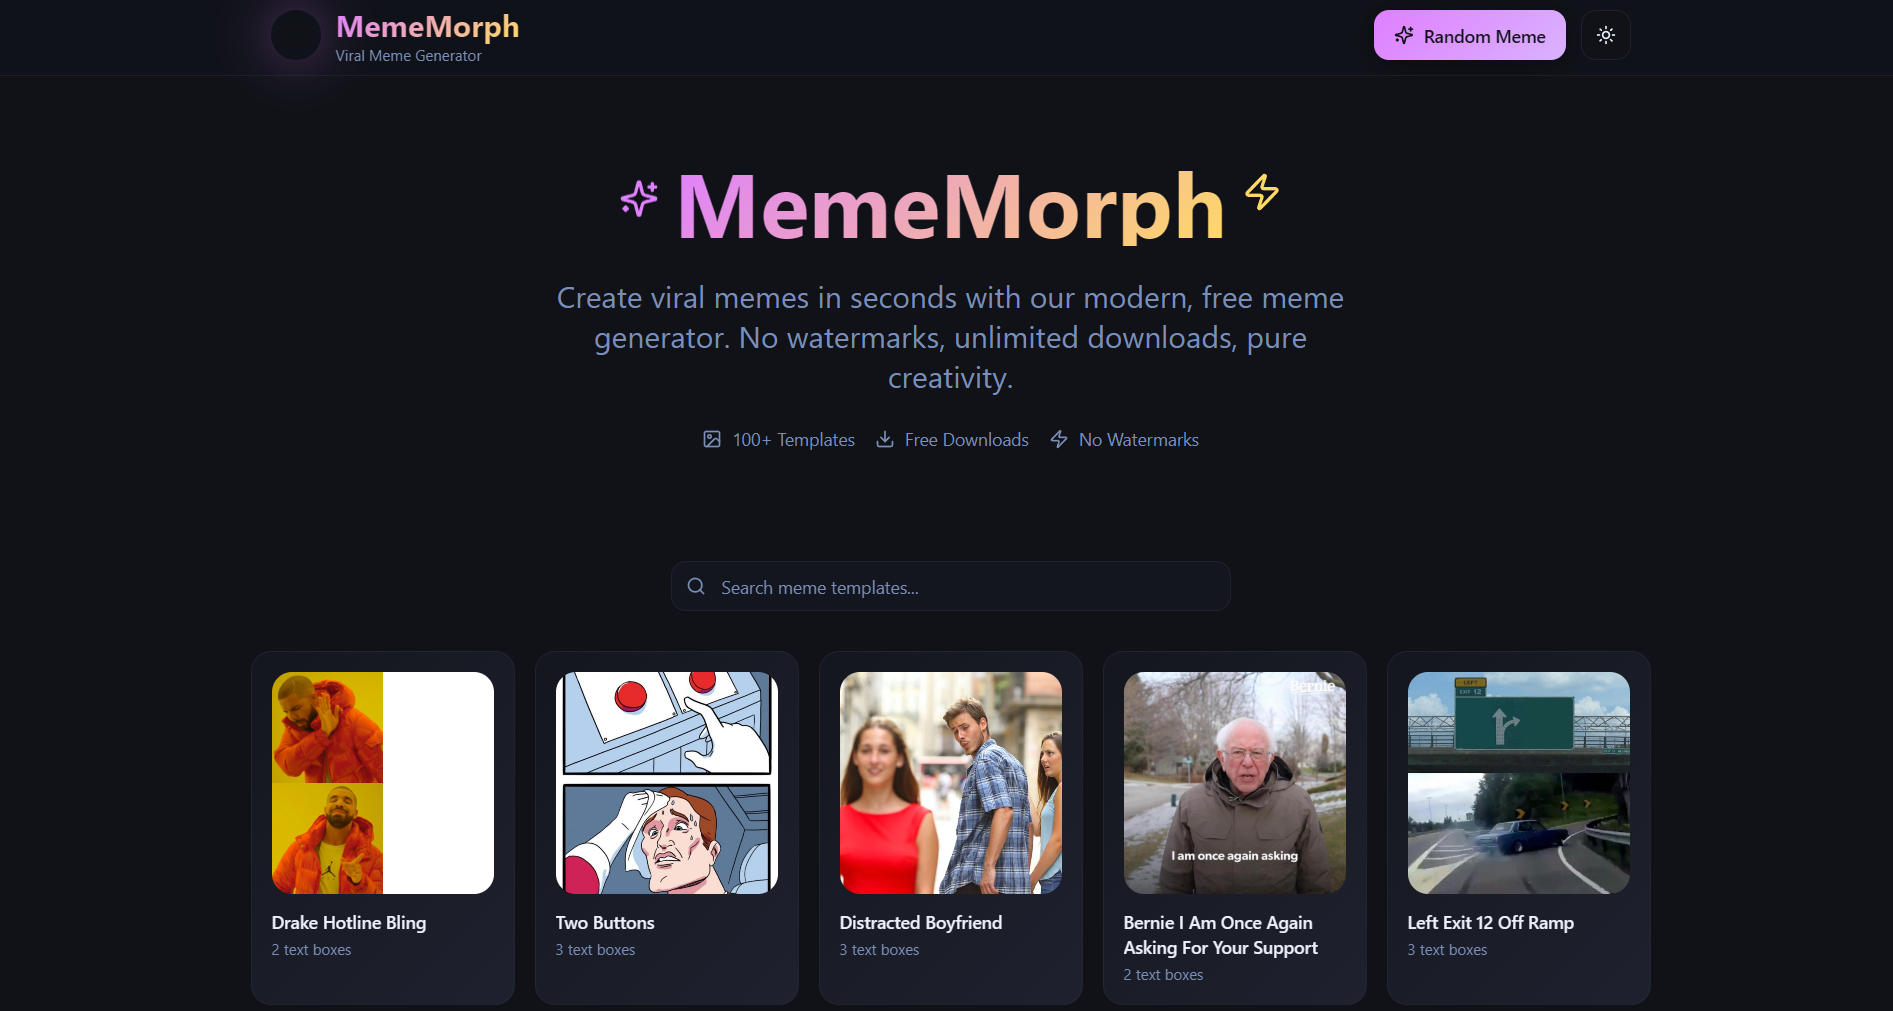 MemeMorph
Viral Meme Generator
Random Meme
MemeMorph
Create viral memes in seconds with our modern, free meme
generator. No watermarks, unlimited downloads, pure
creativity.
100+ Templates Free Downloads No Watermarks
Search meme templates...
Bernie
LEFT
EXIT 12
I am once again asking
Drake Hotline Bling
2 text boxes
Two Buttons
3 text boxes
Distracted Boyfriend
3 text boxes
Bernie I Am Once Again
Asking For Your Support
2 text boxes
Left Exit 12 Off Ramp
3 text boxes